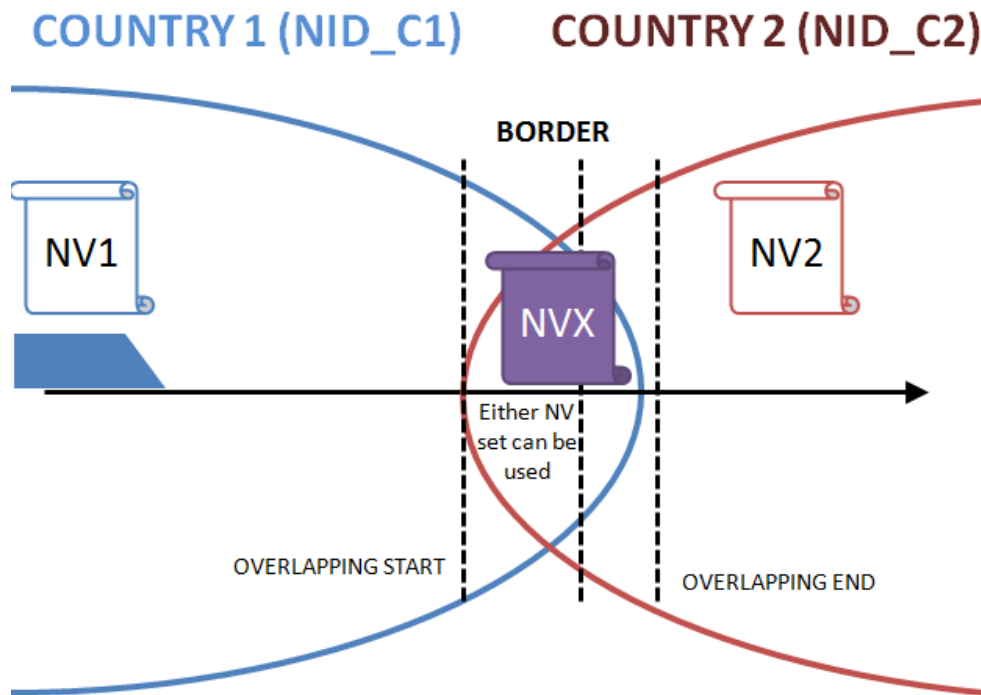 COUNTRY 1 (NID_C1)
COUNTRY 2 (NID_C2)
BORDER
NV1
NVX
NV2
Either NV
set can be
used
OVERLAPPING START
OVERLAPPING END